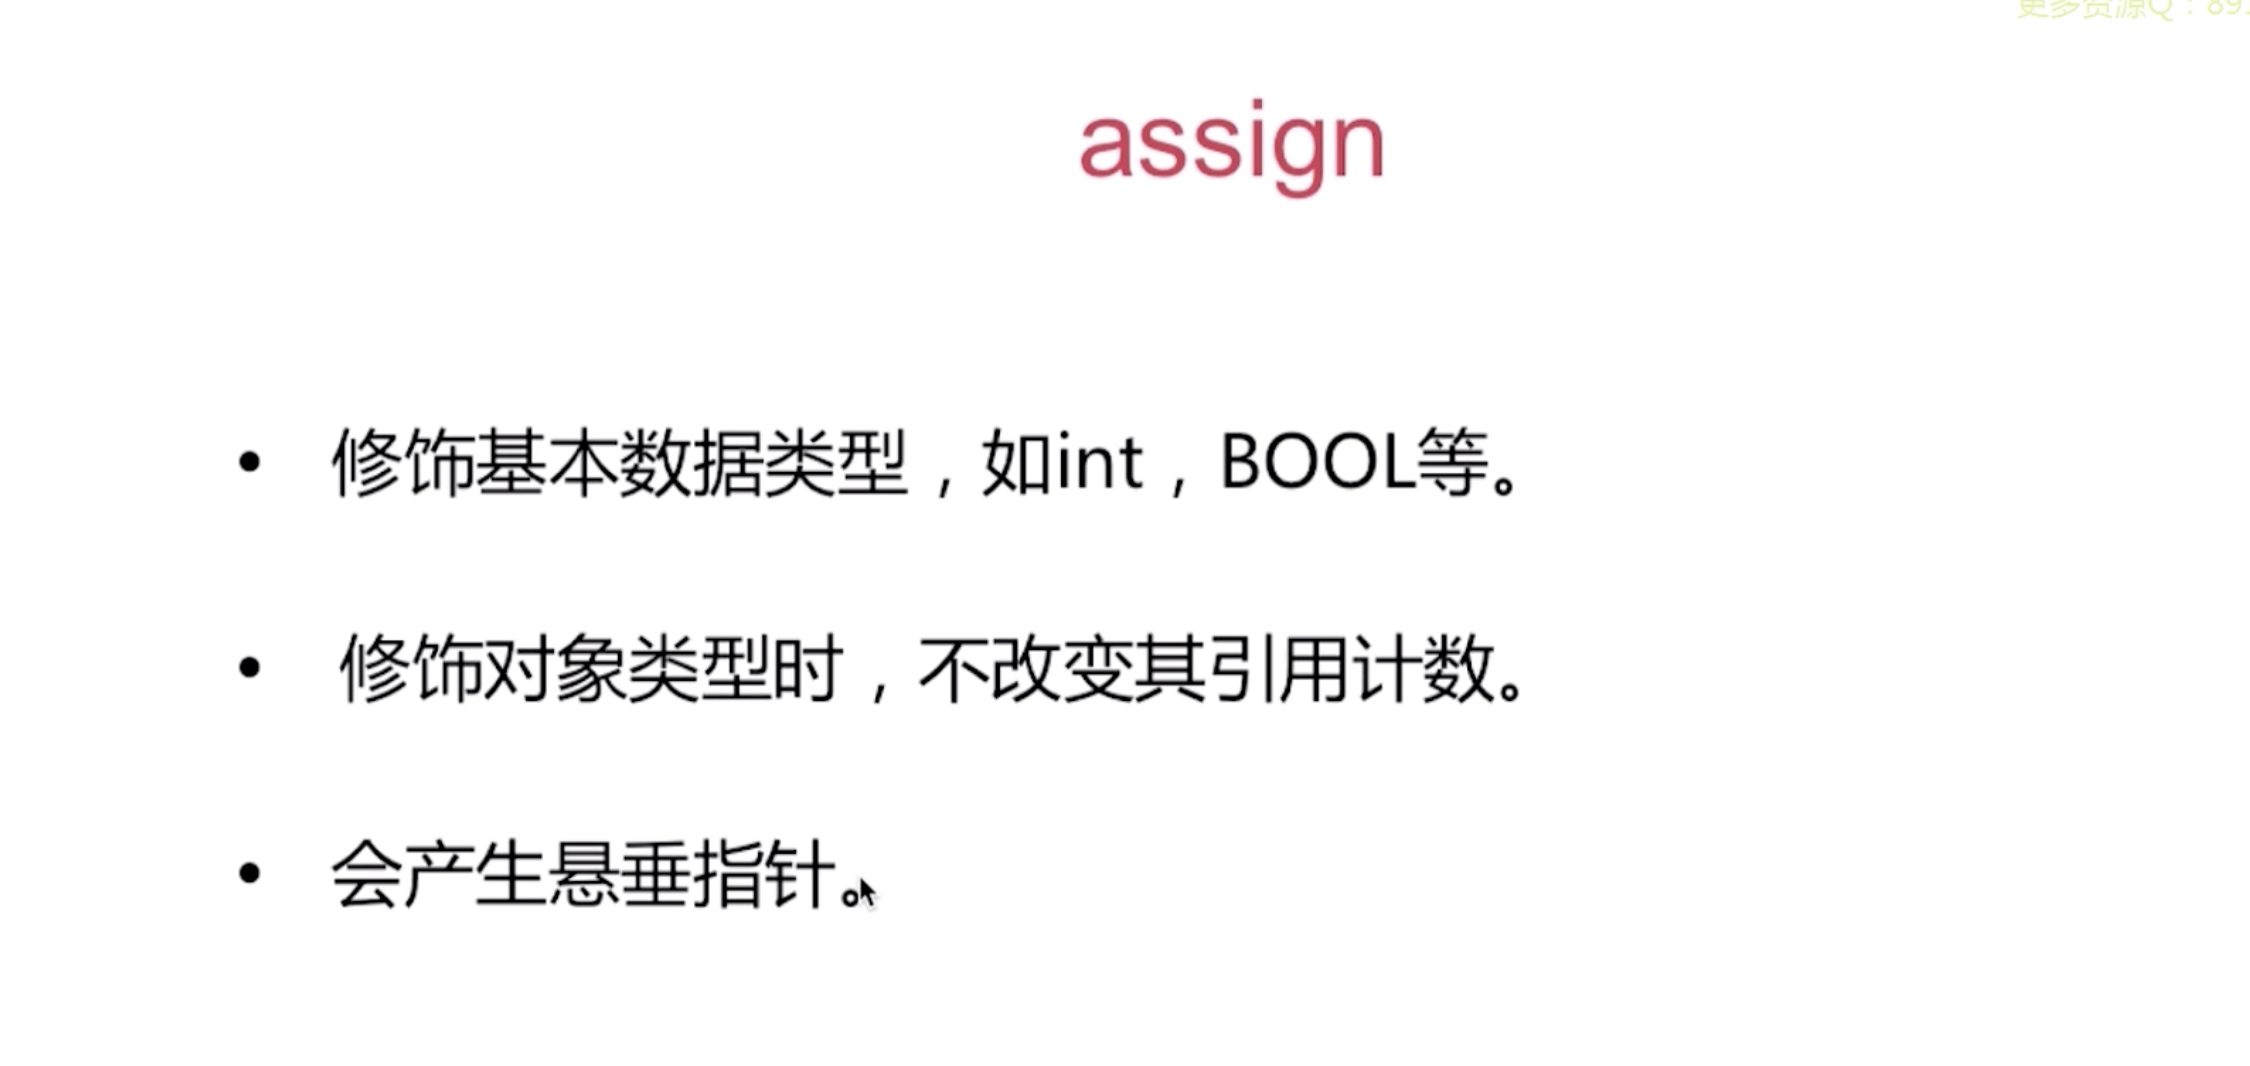 更多资源Q：89
assign
• 修饰基本数据类型，如int，BOOL等。
• 修饰对象类型时，不改变其引用计数。
• 会产生悬垂指针。